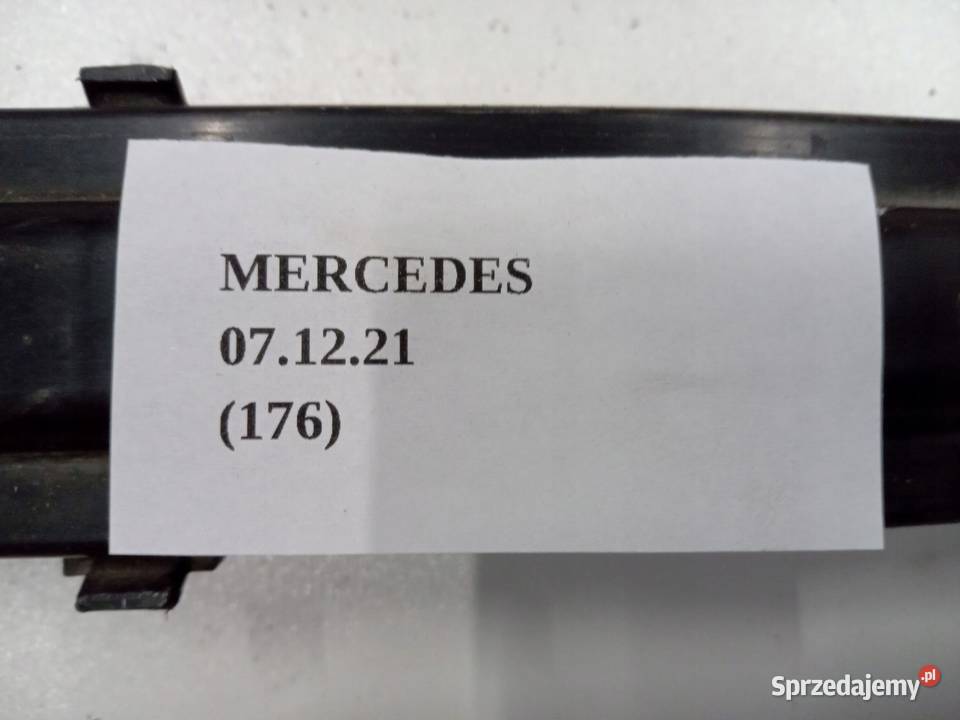 MERCEDES
07.12.21
(176)
Sprzedajemy.pl